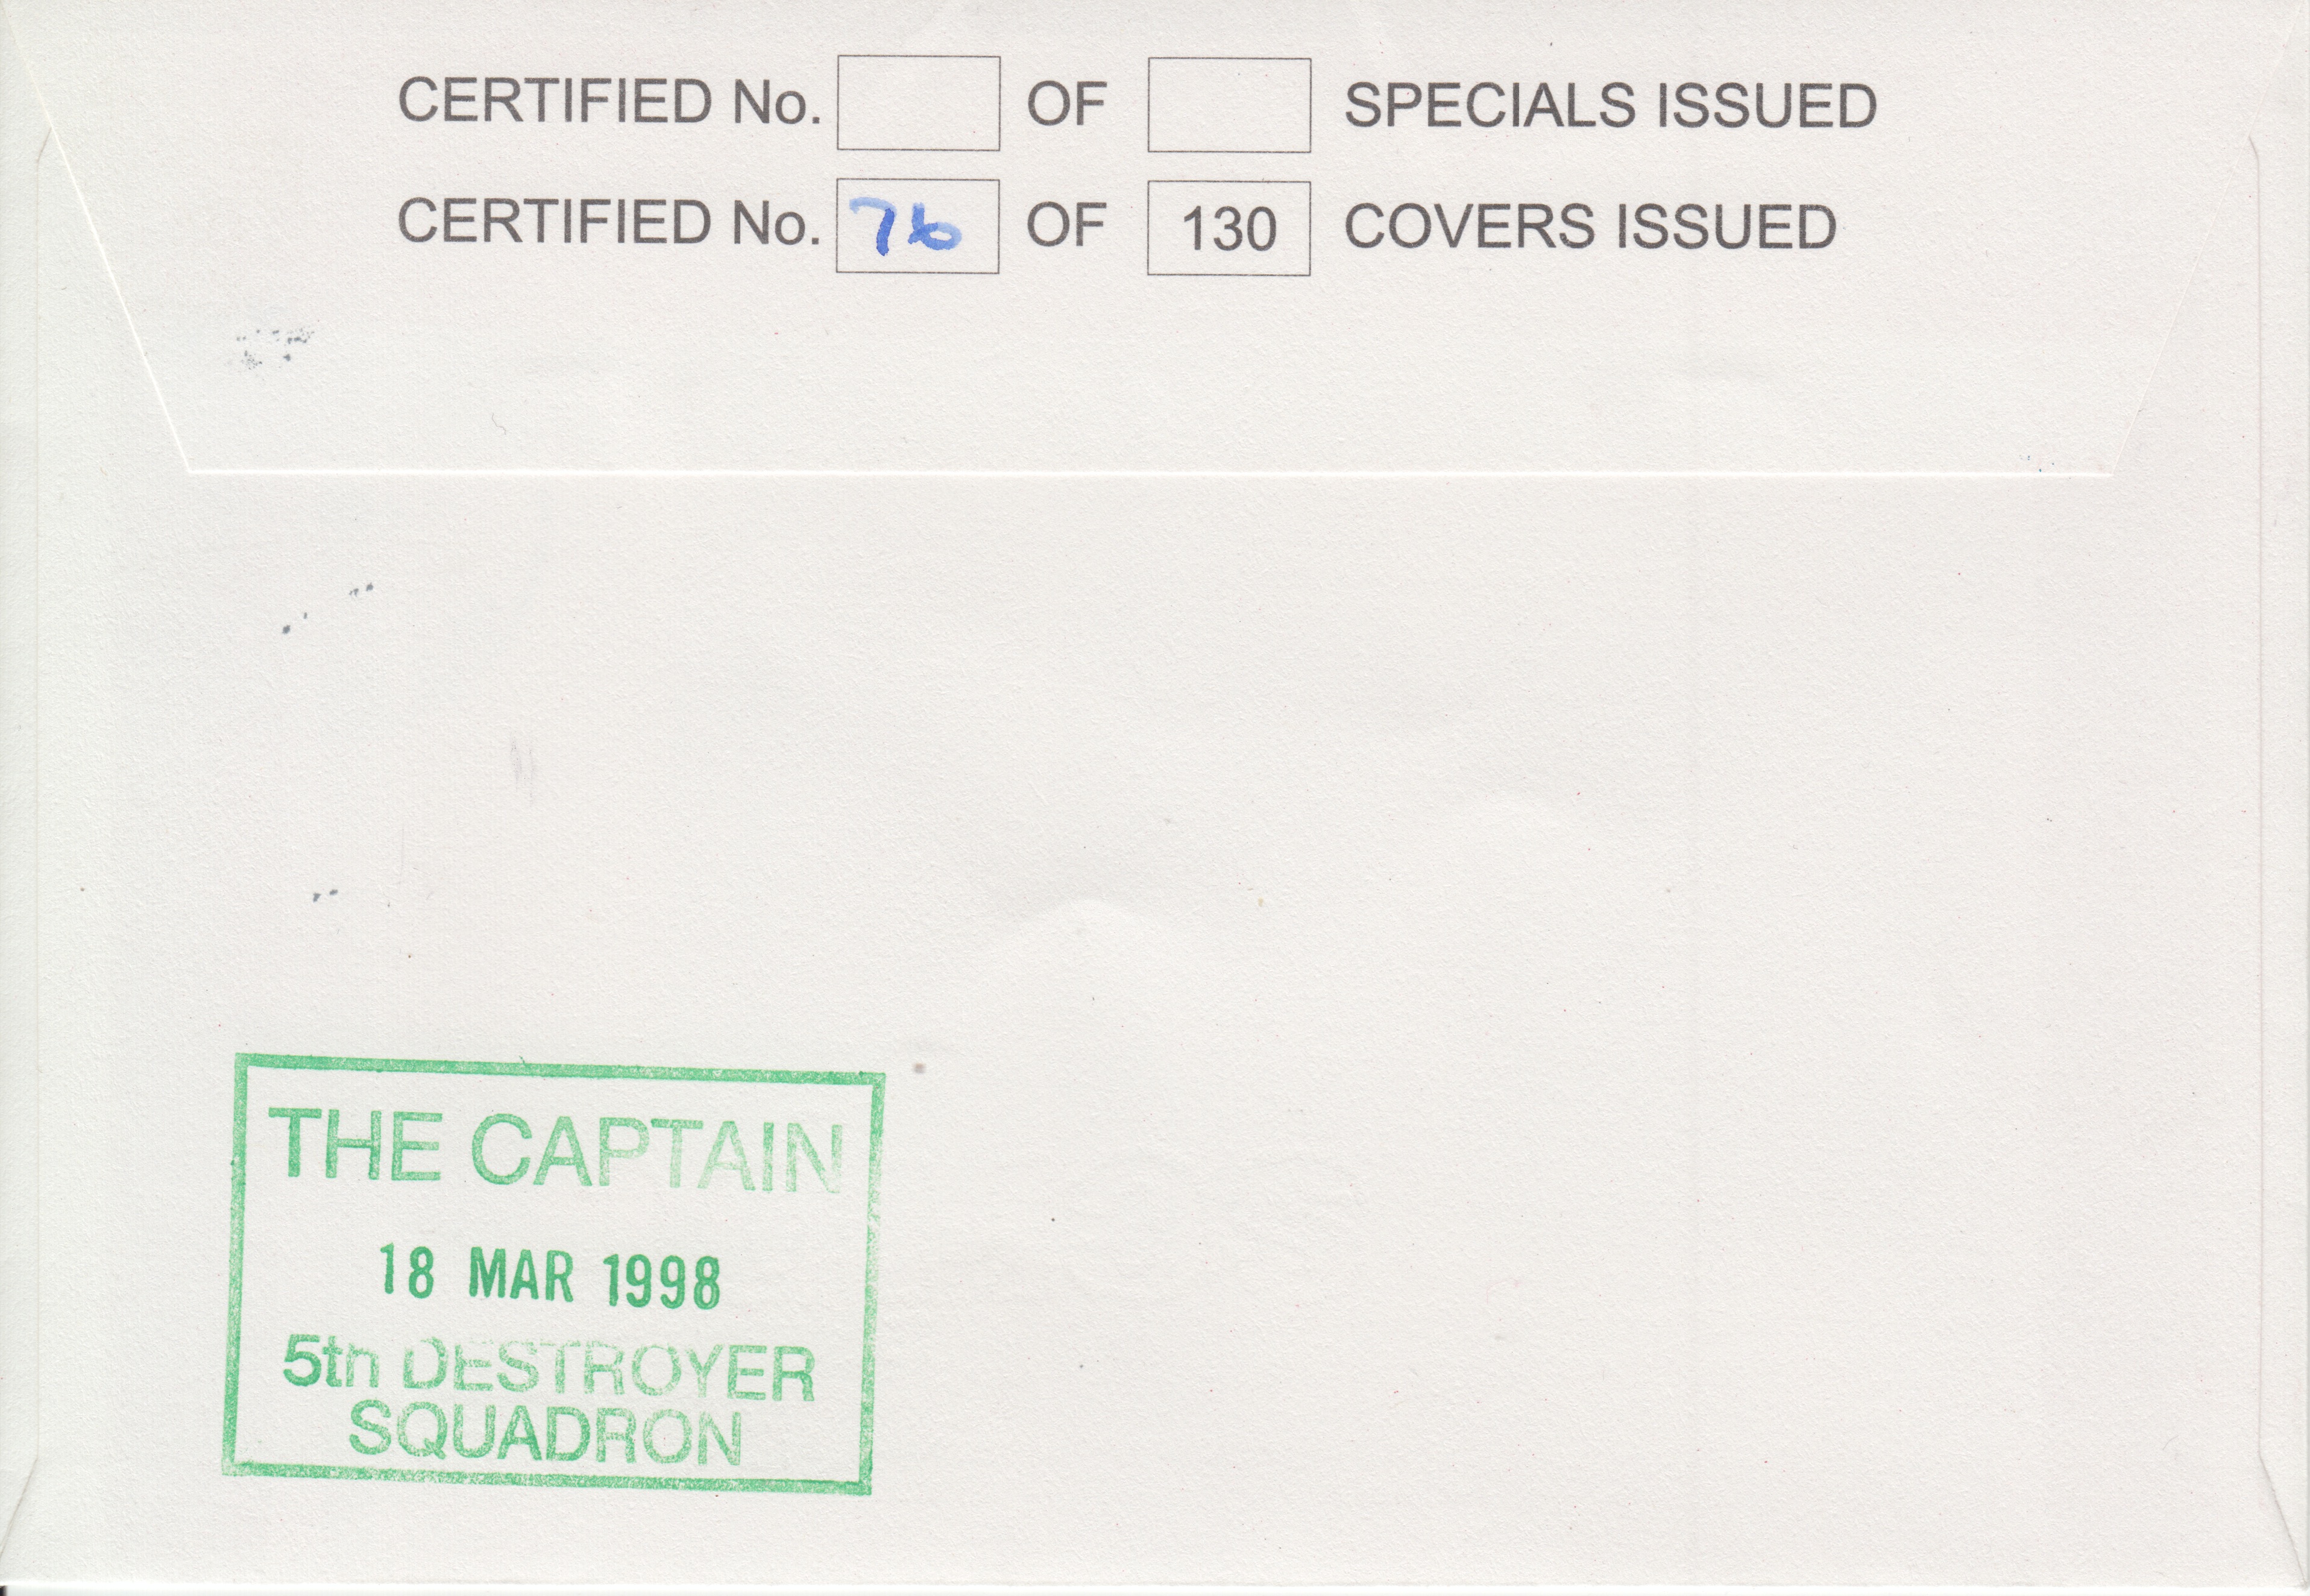 CERTIFIED No. OF SPECIALS ISSUED
CERTIFIED No. 76 OF 130 COVERS ISSUED
THE CAPTAIN
18 MAR 1998
5th DESTROYER
SQUADRON